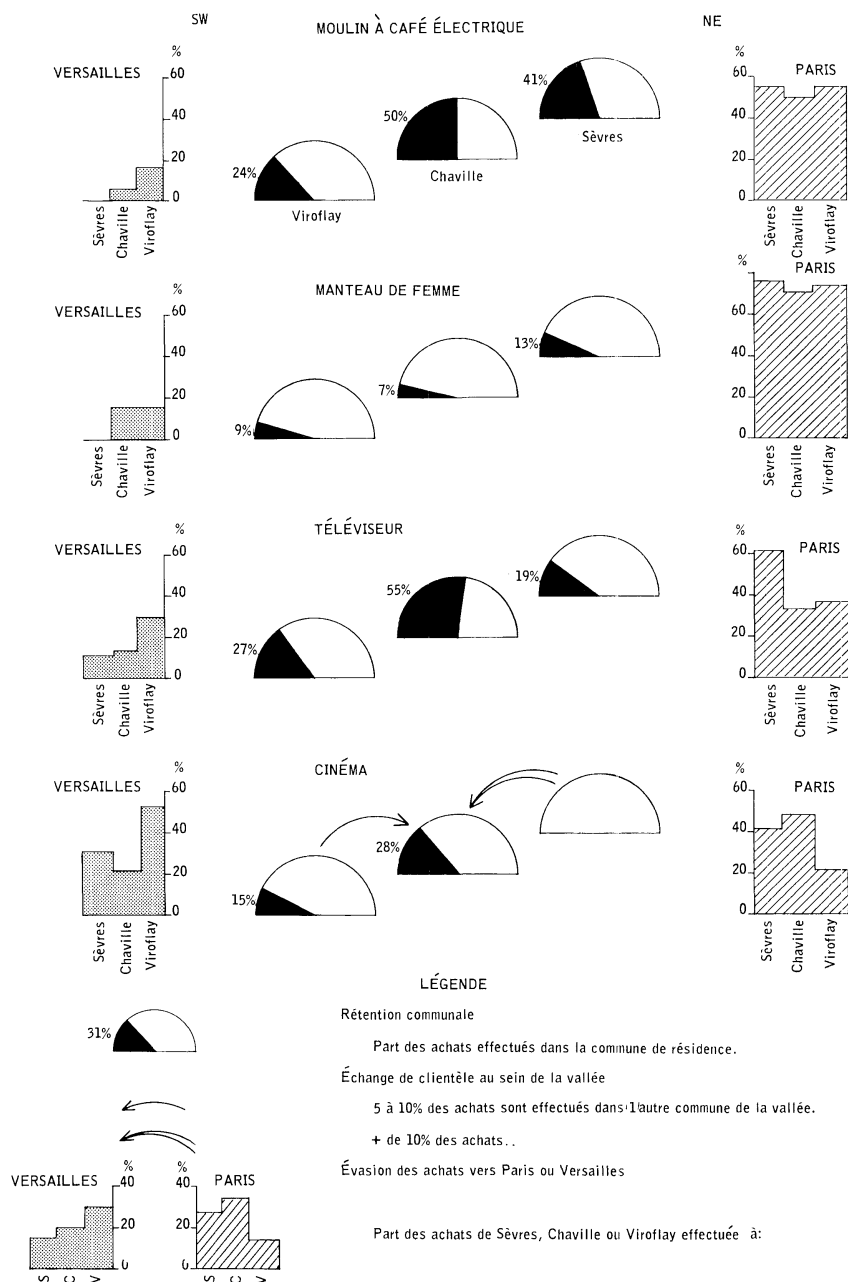 SW
MOULIN À CAFÉ ÉLECTRIQUE
NE
VERSAILLES
%
60
40
20
0
Sèvres
Chaville
Viroflay
24%
Viroflay
50%
Chaville
41%
Sèvres
%
PARIS
60
40
20
0
Sèvres
Chaville
Viroflay
MANTEAU DE FEMME
VERSAILLES
%
60
40
20
0
Sèvres
Chaville
Viroflay
9%
7%
13%
%
PARIS
60
40
20
0
Sèvres
Chaville
Viroflay
TÉLÉVISEUR
VERSAILLES
%
60
40
20
0
Sèvres
Chaville
Viroflay
27%
55%
19%
%
PARIS
60
40
20
0
Sèvres
Chaville
Viroflay
CINÉMA
VERSAILLES
%
60
40
20
0
Sèvres
Chaville
Viroflay
15%
28%
%
PARIS
60
40
20
0
Sèvres
Chaville
Viroflay
LÉGENDE
31%
Rétention communale
Part des achats effectués dans la commune de résidence.
Échange de clientèle au sein de la vallée
5 à 10% des achats sont effectués dans l'autre commune de la vallée.
+ de 10% des achats..
Évasion des achats vers Paris ou Versailles
VERSAILLES
%
40
20
0
S
C
V
%
PARIS
40
20
0
S
C
V
Part des achats de Sèvres, Chaville ou Viroflay effectuée à: